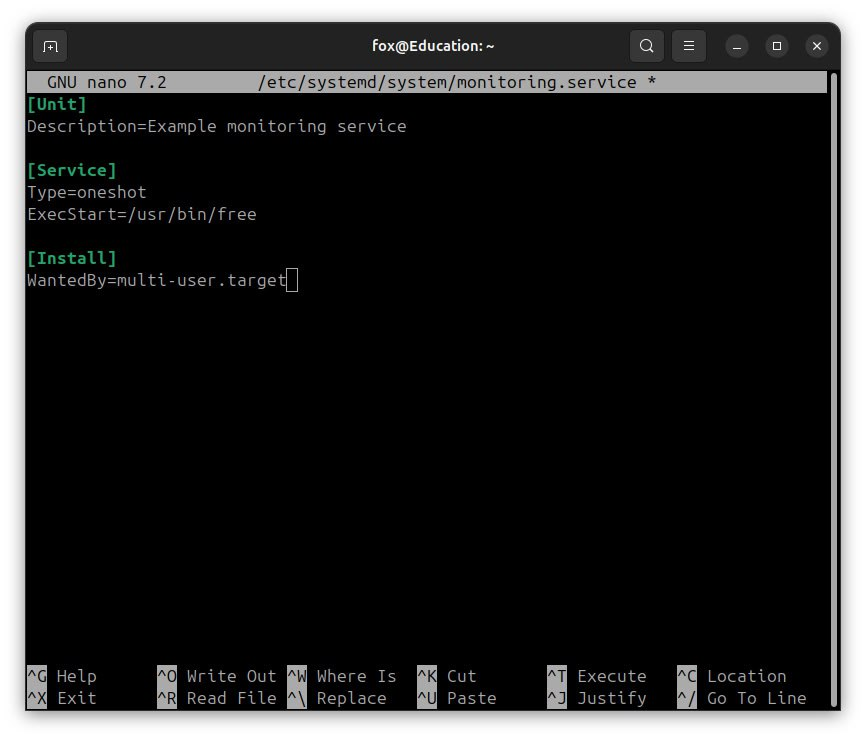 fox@Education: ~
GNU nano 7.2 /etc/systemd/system/monitoring.service *
[Unit]
Description=Example monitoring service
[Service]
Type=oneshot
ExecStart=/usr/bin/free
[Install]
WantedBy=multi-user.target
^G Help ^O Write Out ^W Where Is ^K Cut ^T Execute ^C Location
^X Exit ^R Read File ^\ Replace ^U Paste ^J Justify ^/ Go To Line